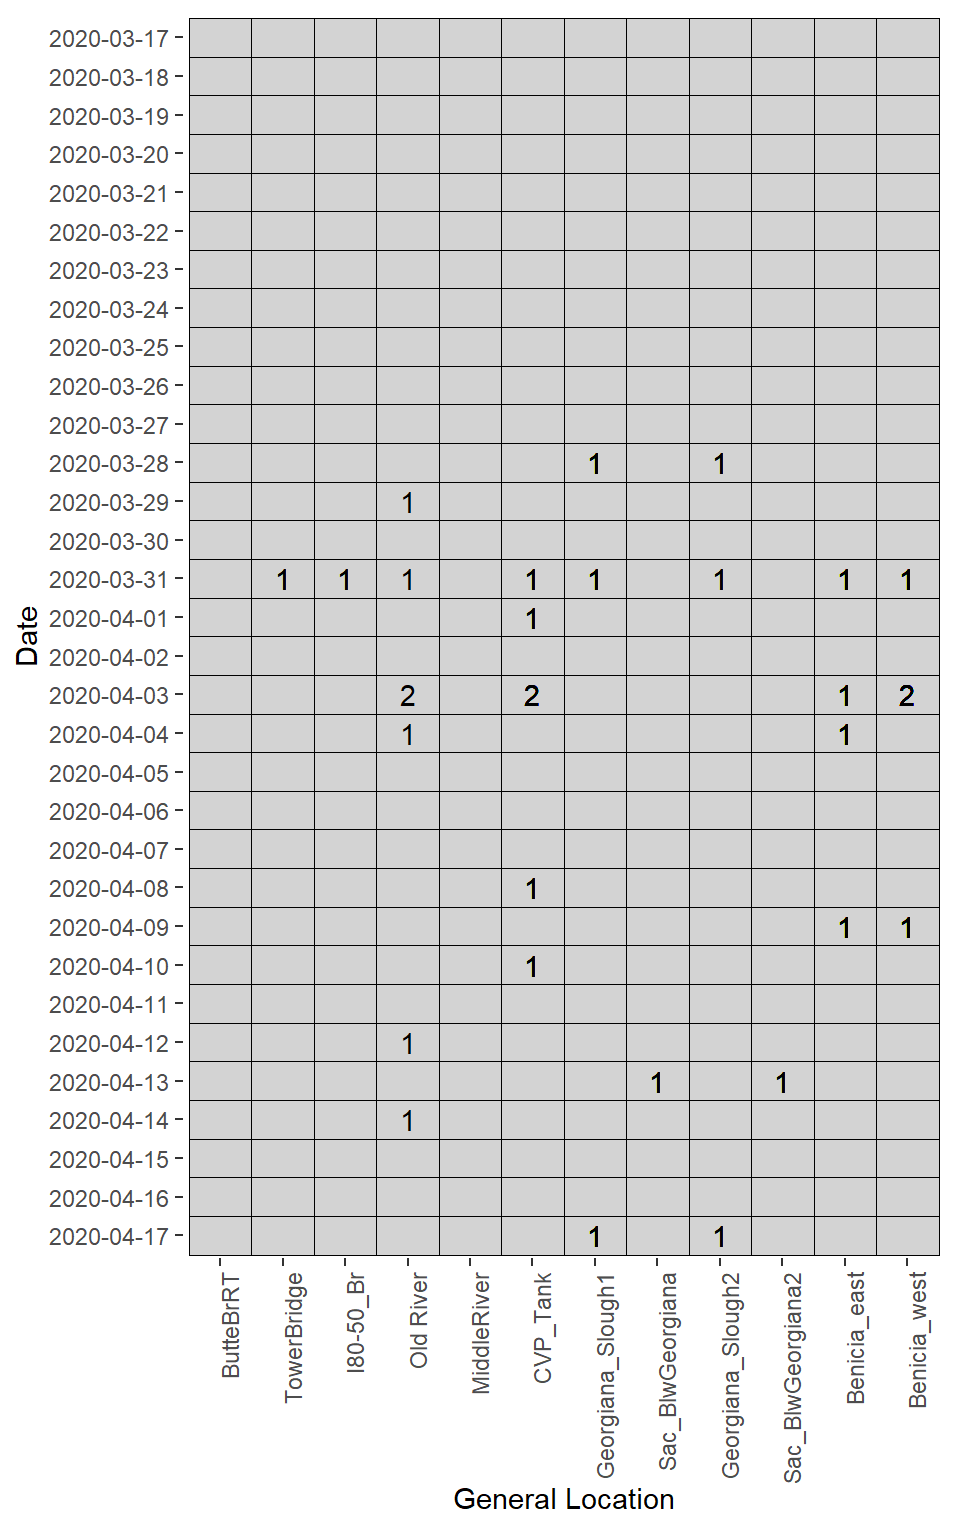 2020-03-17
2020-03-18
2020-03-19
2020-03-20
2020-03-21
2020-03-22
2020-03-23
2020-03-24
2020-03-25
2020-03-26
2020-03-27
2020-03-28 1 1
2020-03-29 1
2020-03-30
2020-03-31 1 1 1 1 1 1 1 1
2020-04-01 1
Date
2020-04-02
2020-04-03 2 2 1 2
2020-04-04 1 1
2020-04-05
2020-04-06
2020-04-07
2020-04-08 1
2020-04-09 1 1
2020-04-10 1
2020-04-11
2020-04-12 1
2020-04-13 1 1
2020-04-14 1
2020-04-15
2020-04-16
2020-04-17 1 1
ButteBrRT
TowerBridge
I80-50_Br
Old River
MiddleRiver
CVP_Tank
Georgiana_Slough1
Sac_BlwGeorgiana
Georgiana_Slough2
Sac_BlwGeorgiana2
Benicia_east
Benicia_west
General Location